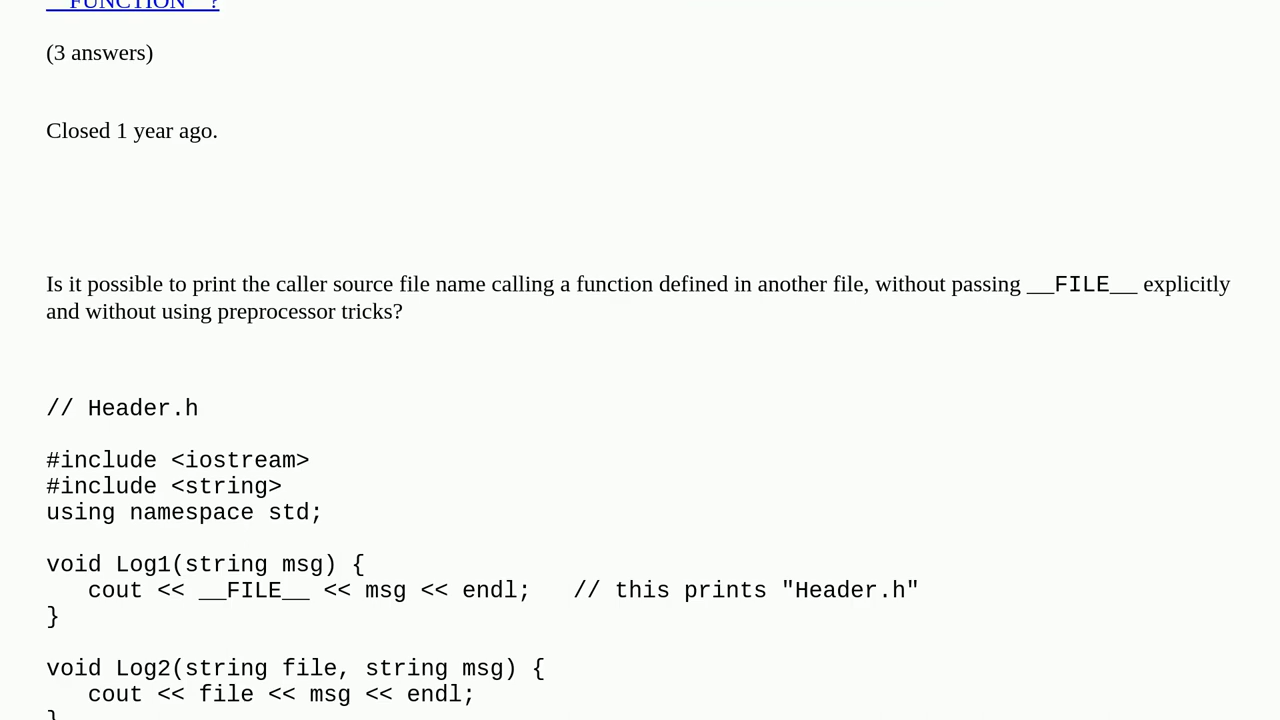 __FUNCTION__?
(3 answers)
Closed 1 year ago.
Is it possible to print the caller source file name calling a function defined in another file, without passing __FILE__ explicitly
and without using preprocessor tricks?
// Header.h
#include <iostream>
#include <string>
using namespace std;
void Log1(string msg) {
   cout << __FILE__ << msg << endl;   // this prints "Header.h"
}
void Log2(string file, string msg) {
   cout << file << msg << endl;
}